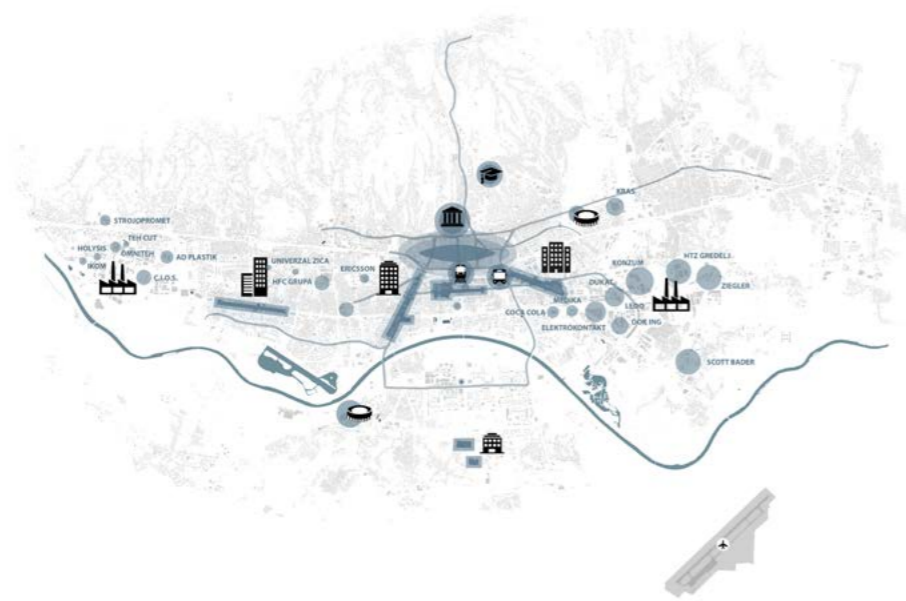 KRAS
STROJOPROMET
TEH CUT
HOLYSIS
OMNITEH
AD PLASTIK
IKOM
C.I.O.S.
UNIVERZAL ZICA
HFC GRUPA
ERICSSON
KONZUM
HTZ GREDELJ
DUKAT
ZIEGLER
MEDIKA
LEDO
COCA COLA
ELEKTROKONTAKT
DOK ING
SCOTT BADER